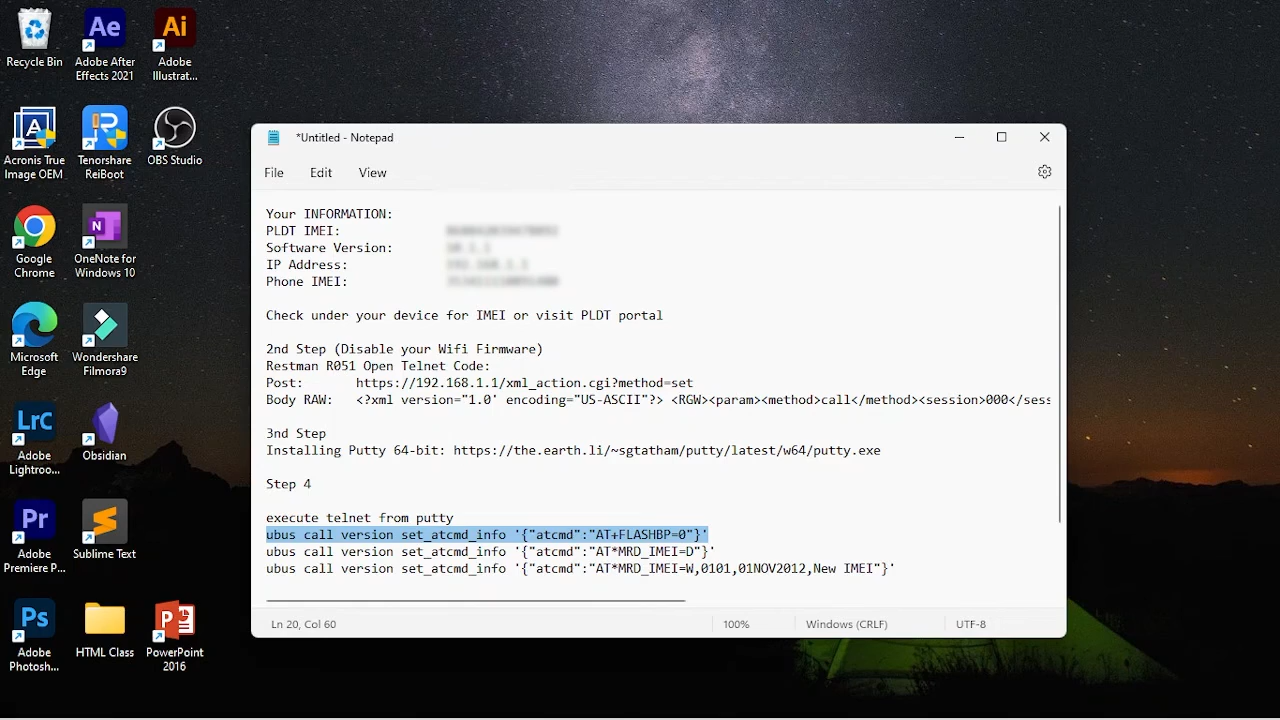 Recycle Bin
Adobe After
Effects 2021
Adobe
Illustrat...
Acronis True
Image OEM
Tenorshare
ReiBoot
OBS Studio
Google
Chrome
OneNote for
Windows 10
Microsoft
Edge
Wondershare
Filmora9
Adobe
Lightroo...
Obsidian
Adobe
Premiere P...
Sublime Text
Adobe
Photosh...
HTML Class
PowerPoint
2016
Ae
Ai
LrC
Pr
Ps
*Untitled - Notepad
File Edit View
Your INFORMATION:
PLDT IMEI:
Software Version:
IP Address:
Phone IMEI:
Check under your device for IMEI or visit PLDT portal
2nd Step (Disable your Wifi Firmware)
Restman R051 Open Telnet Code:
Post: https://192.168.1.1/xml_action.cgi?method=set
Body RAW: <?xml version="1.0' encoding="US-ASCII"?> <RGW><param><method>call</method><session>000</sess
3nd Step
Installing Putty 64-bit: https://the.earth.li/~sgtatham/putty/latest/w64/putty.exe
Step 4
execute telnet from putty
ubus call version set_atcmd_info '{"atcmd":"AT+FLASHBP=0"}'
ubus call version set_atcmd_info '{"atcmd":"AT*MRD_IMEI=D"}'
ubus call version set_atcmd_info '{"atcmd":"AT*MRD_IMEI=W,0101,01NOV2012,New IMEI"}'
Ln 20, Col 60
100%
Windows (CRLF)
UTF-8